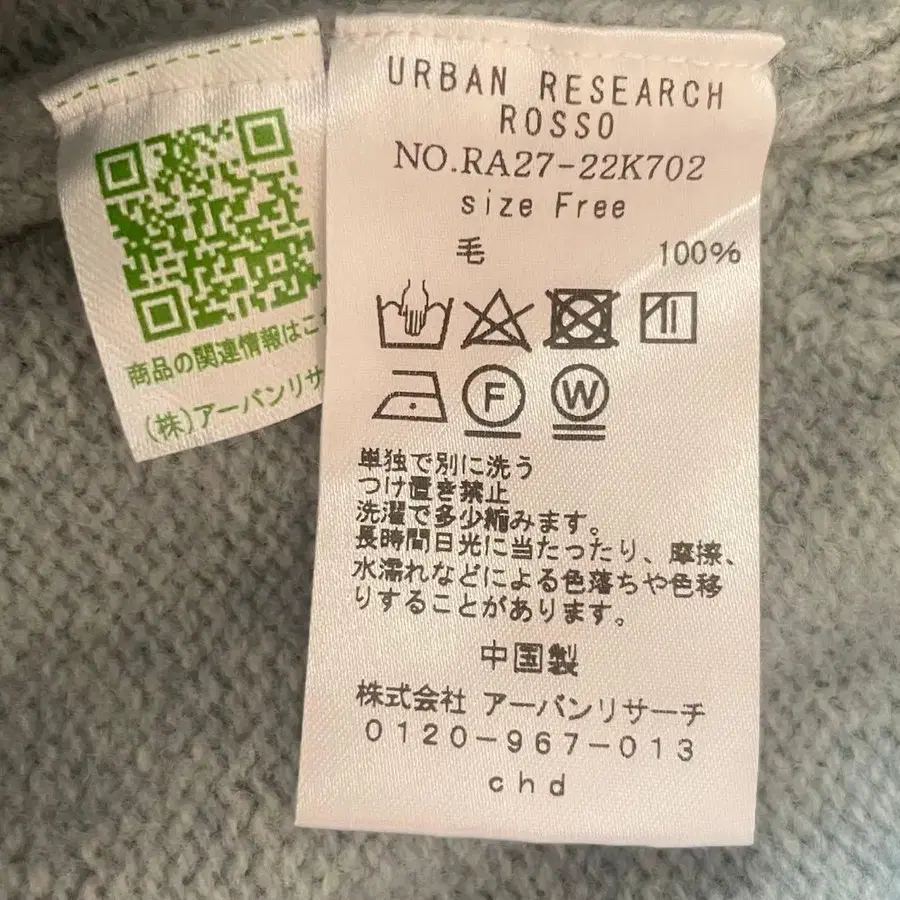 URBAN RESEARCH
ROSSO
NO.RA27-22K702
size Free
毛 100%
F W
単独で別に洗う
つけ置き禁止
洗濯で多少縮みます。
長時間日光に当たったり、摩擦、
水濡れなどによる色落ちや色移
りすることがあります。
中国製
株式会社 アーバンリサーチ
0120-967-013
chd
商品の関連情報はこ
(株)アーバンリサ